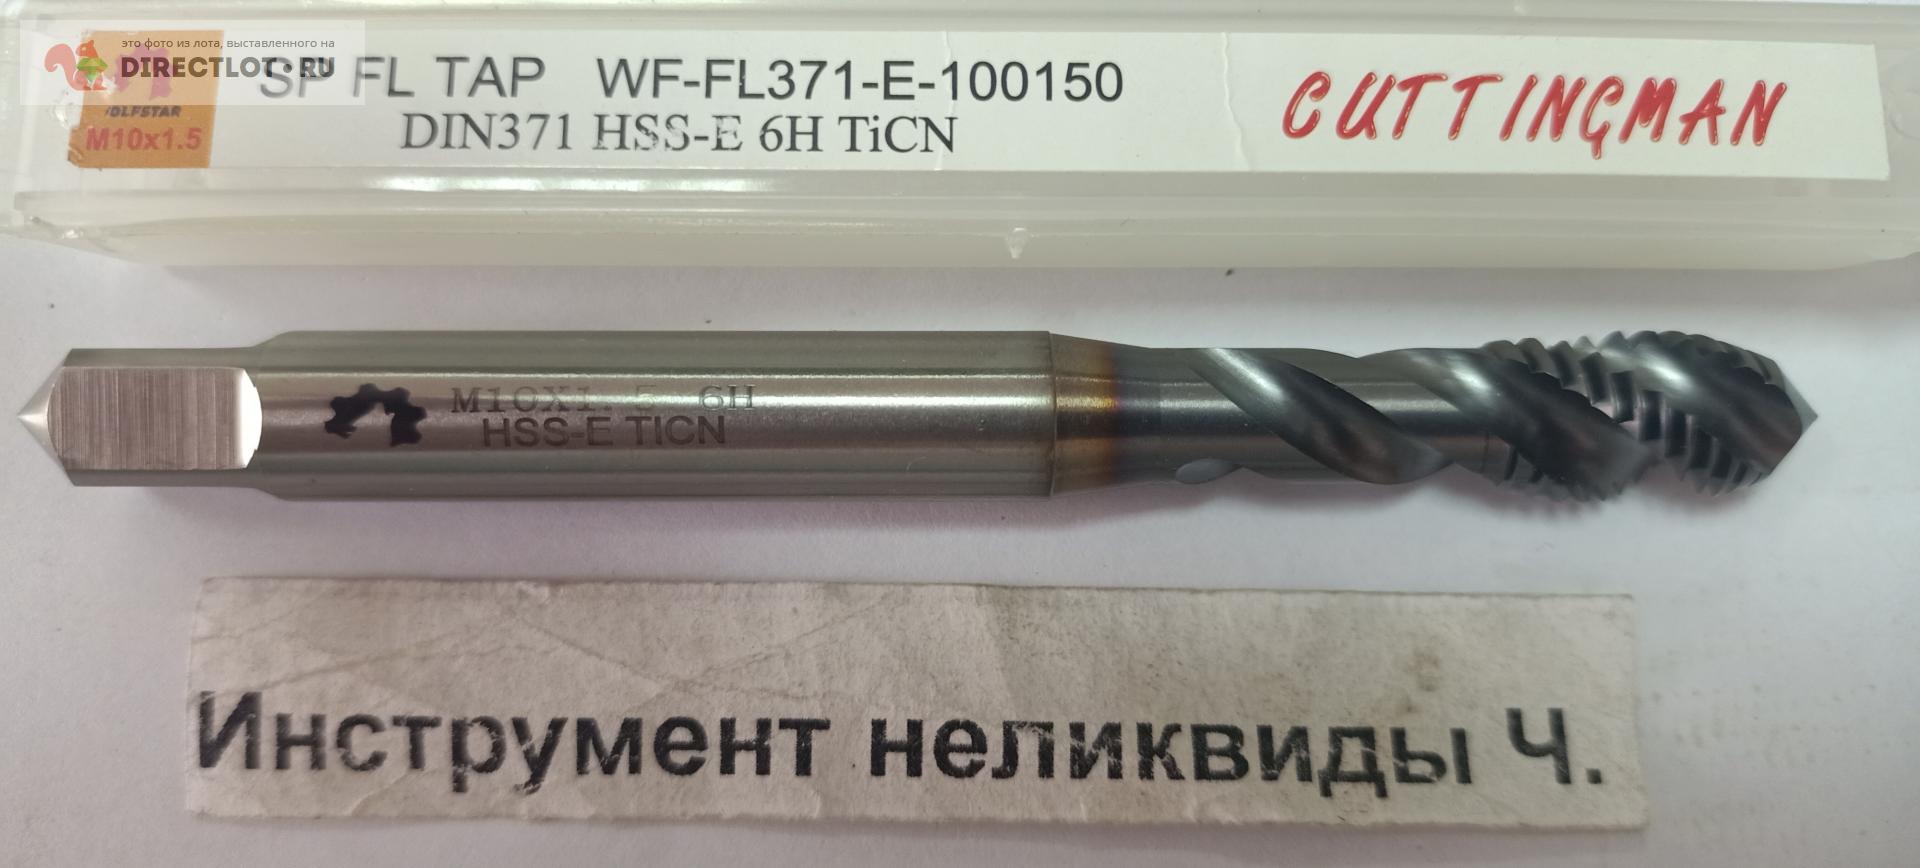 это фото из лота, выставленного на
DIRECTLOT.RU
SP FL TAP WF-FL371-E-100150
DIN371 HSS-E 6H TiCN
M10x1.5
CUTTINGMAN
M10X1.5 6H
HSS-E TICN
Инструмент неликвиды Ч.